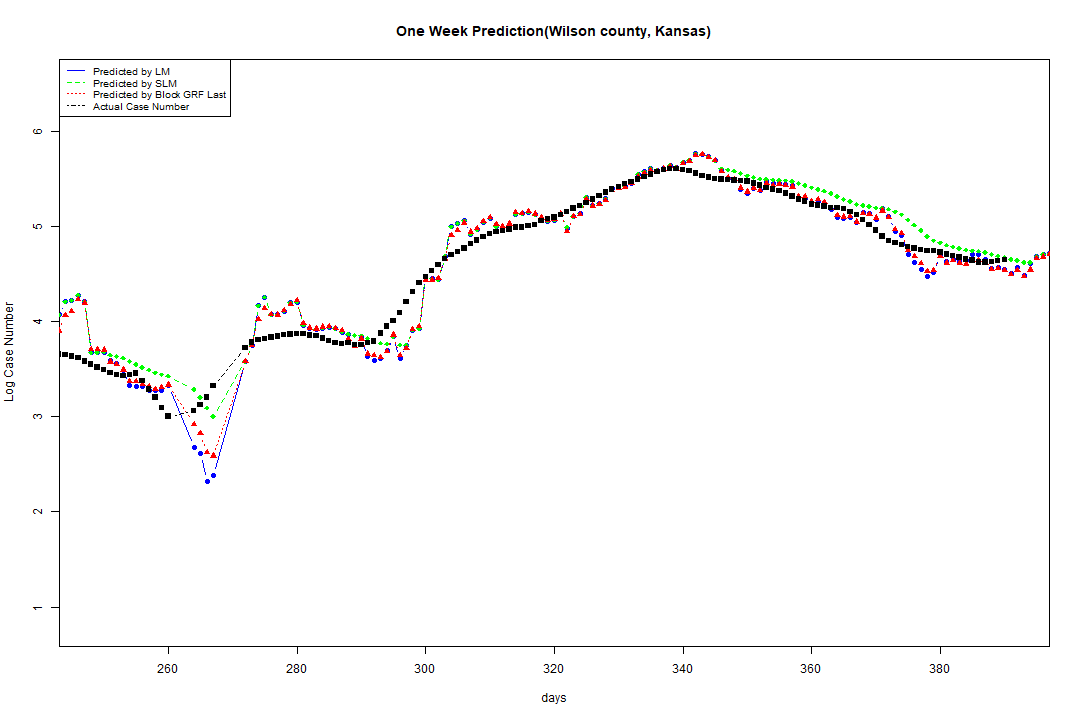 One Week Prediction(Wilson county, Kansas)
Predicted by LM
Predicted by SLM
Predicted by Block GRF Last
Actual Case Number
6
5
4
3
2
1
Log Case Number
260 280 300 320 340 360 380
days